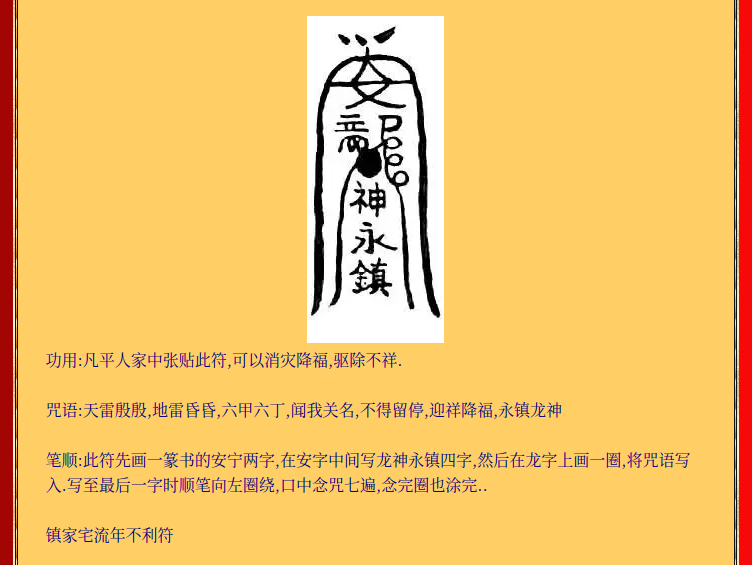 安
龍
神
永
鎮
功用:凡平人家中张贴此符,可以消灾降福,驱除不祥.
咒语:天雷殷殷,地雷昏昏,六甲六丁,闻我关名,不得留停,迎祥降福,永镇龙神
笔顺:此符先画一篆书的安宁两字,在安字中间写龙神永镇四字,然后在龙字上画一圈,将咒语写
入.写至最后一字时顺笔向左圈绕,口中念咒七遍,念完圈也涂完..
镇家宅流年不利符